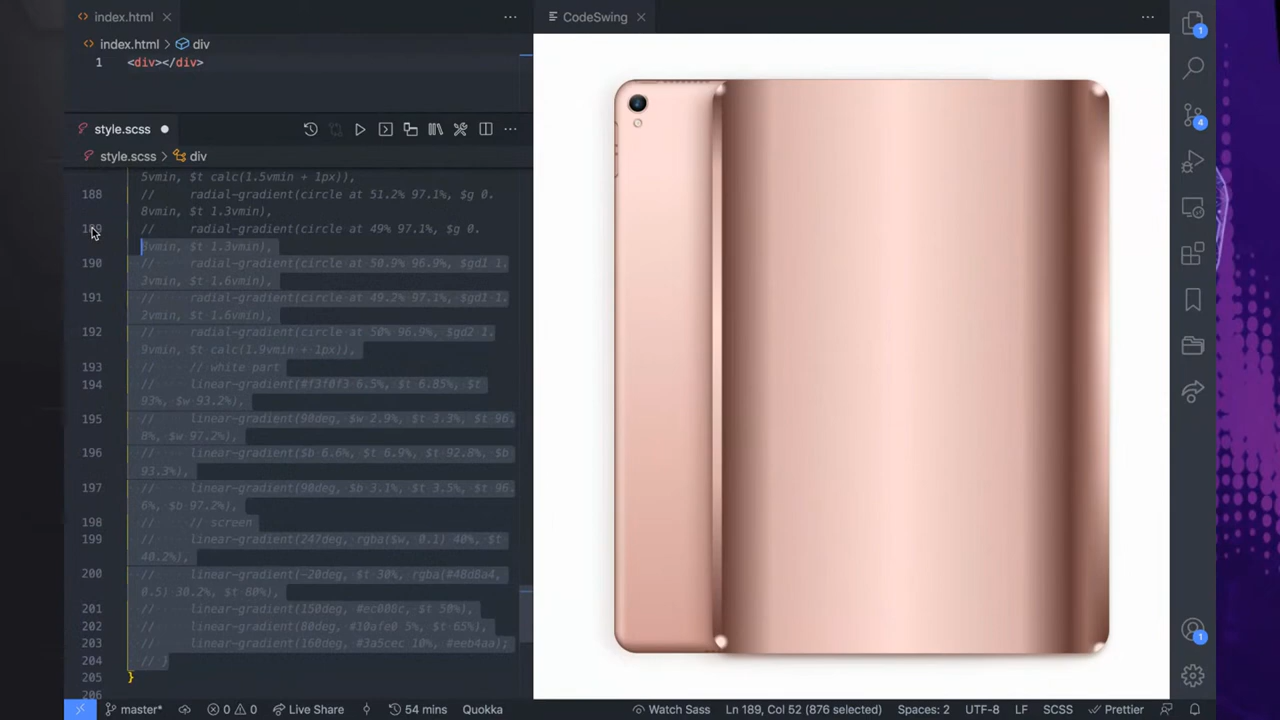 index.html
CodeSwing
index.html > div
1 <div></div>
style.scss
style.scss > div
5vmin, $t calc(1.5vmin + 1px)),
188 // radial-gradient(circle at 51.2% 97.1%, $g 0.
8vmin, $t 1.3vmin),
189 // radial-gradient(circle at 49% 97.1%, $g 0.
8vmin, $t 1.3vmin),
190 // radial-gradient(circle at 50.9% 96.9%, $gd1 1.
3vmin, $t 1.6vmin),
191 // radial-gradient(circle at 49.2% 97.1%, $gd1 1.
2vmin, $t 1.6vmin),
192 // radial-gradient(circle at 50% 96.9%, $gd2 1.
9vmin, $t calc(1.9vmin + 1px)),
193 // // white part
194 // linear-gradient(#f3f0f3 6.5%, $t 6.85%, $t
93%, $w 93.2%),
195 // linear-gradient(90deg, $w 2.9%, $t 3.3%, $t 96.
8%, $w 97.2%),
196 // linear-gradient($b 6.6%, $t 6.9%, $t 92.8%, $b
93.3%),
197 // linear-gradient(90deg, $b 3.1%, $t 3.5%, $t 96.
6%, $b 97.2%),
198 // // screen
199 // linear-gradient(247deg, rgba($w, 0.1) 40%, $t
40.2%),
200 // linear-gradient(-20deg, $t 30%, rgba(#48d8a4,
0.5) 30.2%, $t 80%),
201 // linear-gradient(150deg, #ec008c, $t 50%),
202 // linear-gradient(80deg, #10afe0 5%, $t 65%),
203 // linear-gradient(160deg, #3a5cec 10%, #eeb4aa);
204 // }
205 }
206
1
4
1
master* 0 0 Live Share 54 mins Quokka Watch Sass Ln 189, Col 52 (876 selected) Spaces: 2 UTF-8 LF SCSS Prettier